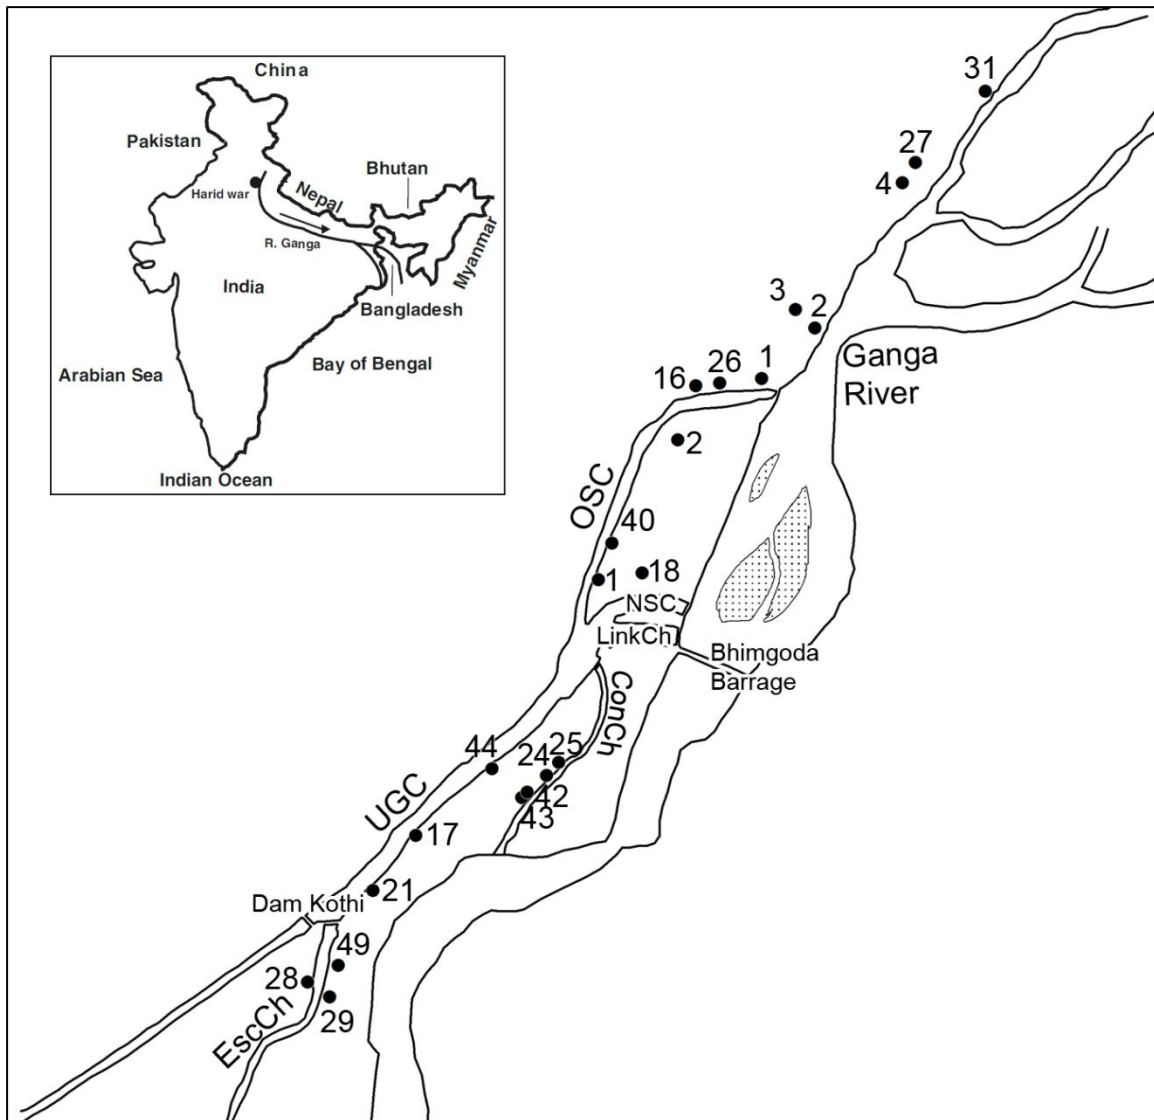 China
Pakistan
Bhutan
Harid war
Nepal
R. Ganga
Myanmar
India
Bangladesh
Arabian Sea
Bay of Bengal
Indian Ocean
31
27
4
3
2
1
26
16
Ganga
River
2
OSC
40
18
1
NSC
LinkCh
Bhimgoda
Barrage
ConCh
44
24
25
42
43
UGC
17
21
Dam Kothi
49
28
29
EscCh